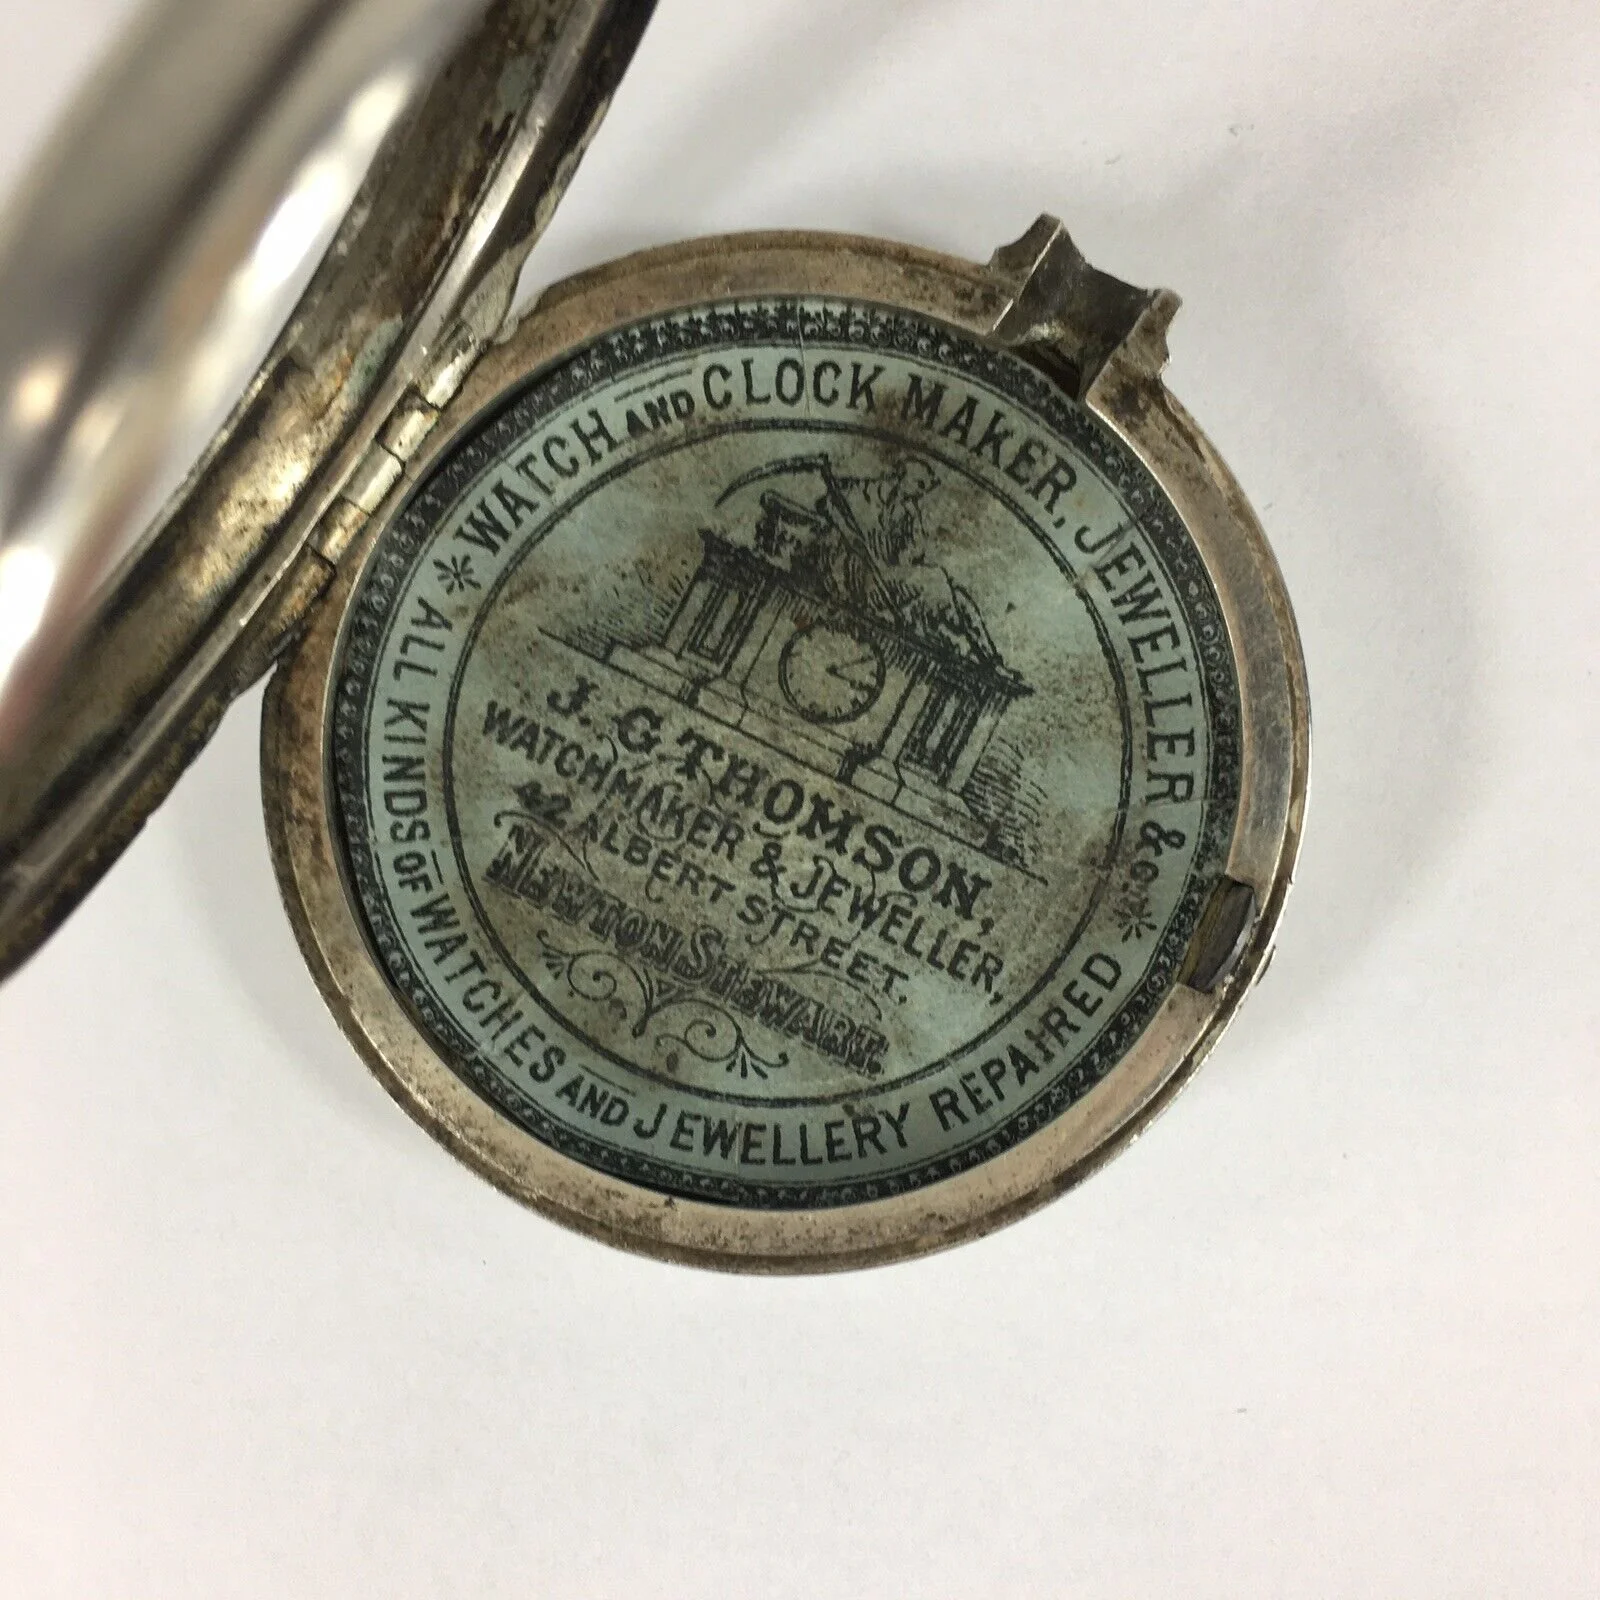 * WATCH AND CLOCK MAKER, JEWELLER &c. *
J. G. THOMSON,
WATCHMAKER & JEWELLER,
42 ALBERT STREET.
NEWTON STEWART.
ALL KINDS OF WATCHES AND JEWELLERY REPAIRED